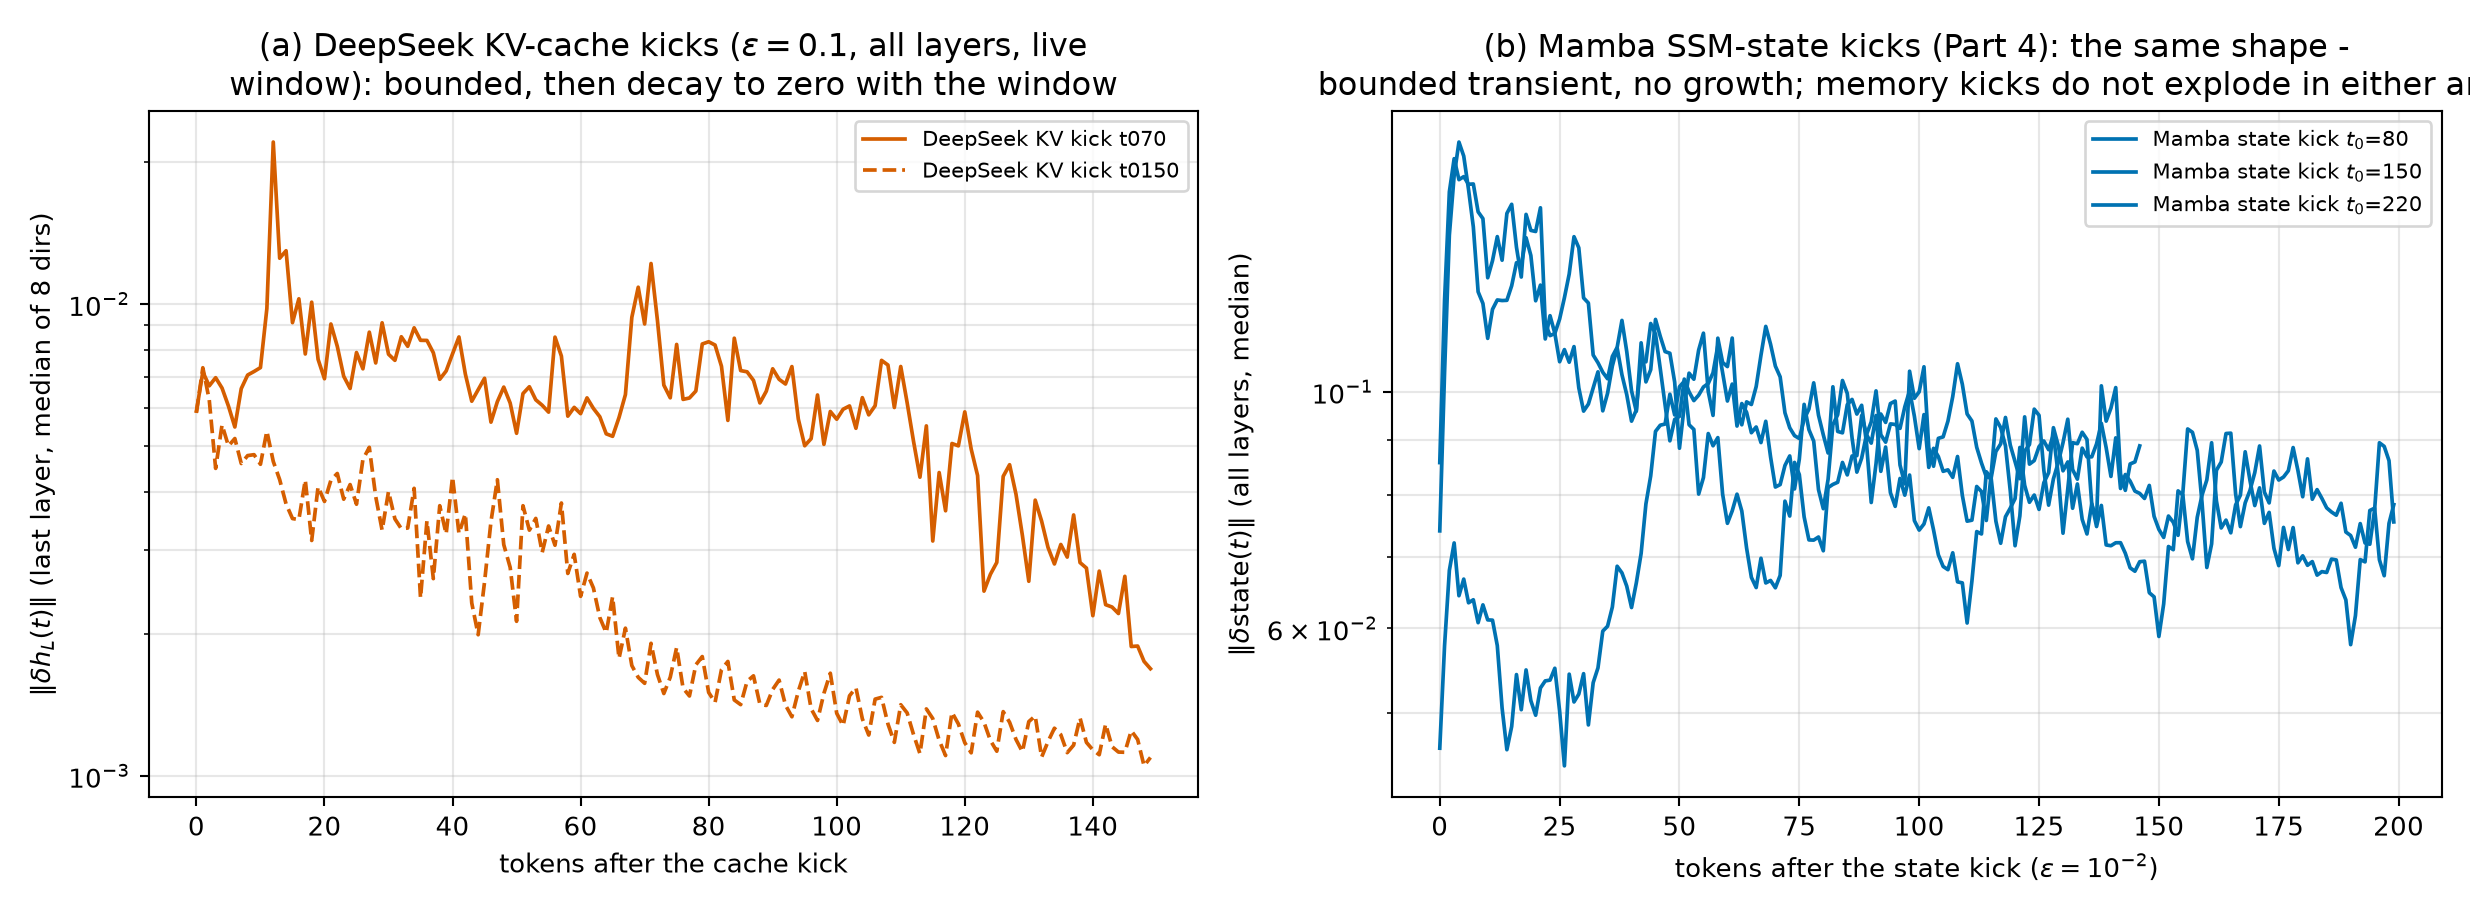 (a) DeepSeek KV-cache kicks (ε = 0.1, all layers, live
window): bounded, then decay to zero with the window
DeepSeek KV kick t070
DeepSeek KV kick t0150
‖δh_L(t)‖ (last layer, median of 8 dirs)
10⁻²
10⁻³
0 20 40 60 80 100 120 140
tokens after the cache kick
(b) Mamba SSM-state kicks (Part 4): the same shape -
bounded transient, no growth; memory kicks do not explode in either
Mamba state kick t₀=80
Mamba state kick t₀=150
Mamba state kick t₀=220
‖δstate(t)‖ (all layers, median)
10⁻¹
6 × 10⁻²
0 25 50 75 100 125 150 175 200
tokens after the state kick (ε = 10⁻²)